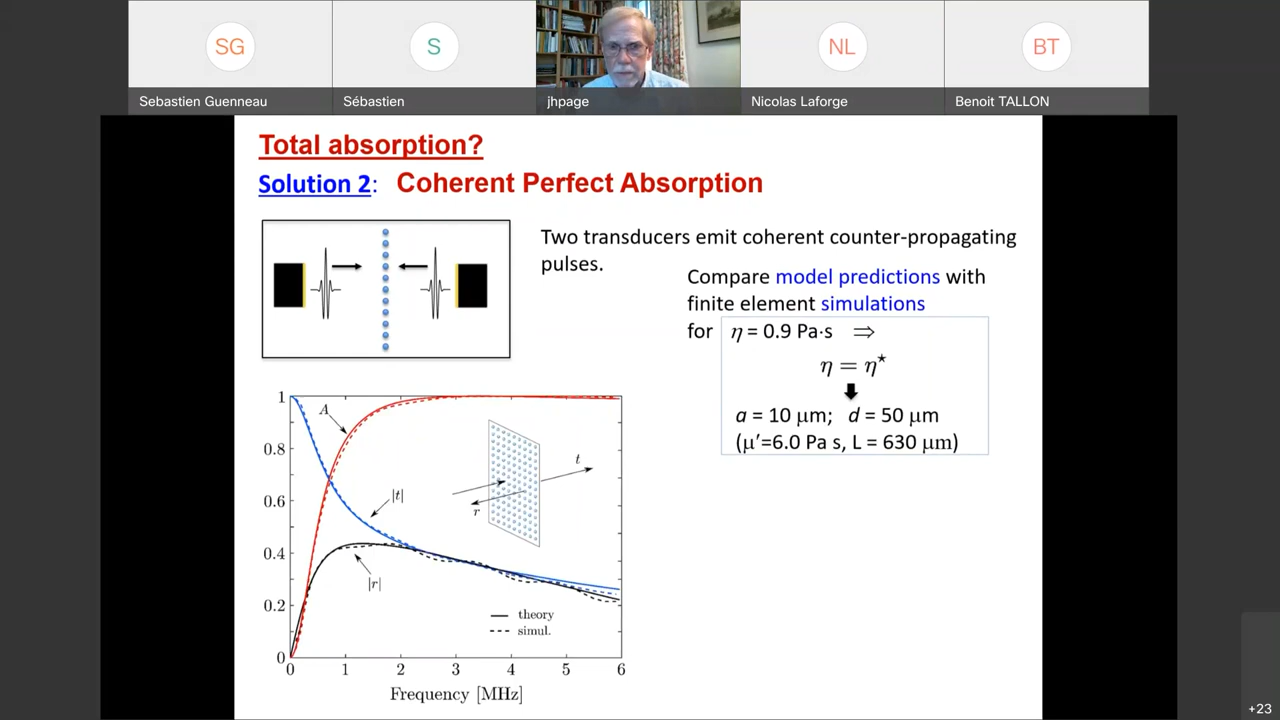 SG
S
NL
BT
Sebastien Guenneau
Sébastien
jhpage
Nicolas Laforge
Benoit TALLON
Total absorption?
Solution 2: Coherent Perfect Absorption
Two transducers emit coherent counter-propagating
pulses.
Compare model predictions with
finite element simulations
for η = 0.9 Pa·s ⇒
η = η*
a = 10 μm; d = 50 μm
(μ′=6.0 Pa s, L = 630 μm)
1
0.8
0.6
0.4
0.2
0
A
|t|
|r|
t
r
theory
simul.
0 1 2 3 4 5 6
Frequency [MHz]
+23